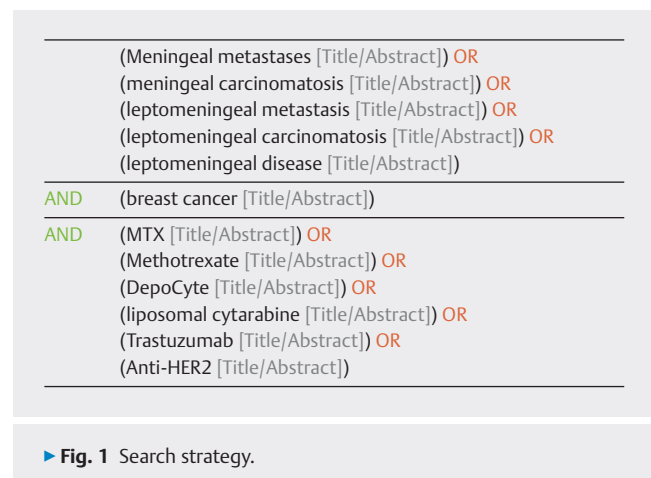 (Meningeal metastases [Title/Abstract]) OR
(meningeal carcinomatosis [Title/Abstract]) OR
(leptomeningeal metastasis [Title/Abstract]) OR
(leptomeningeal carcinomatosis [Title/Abstract]) OR
(leptomeningeal disease [Title/Abstract])
AND (breast cancer [Title/Abstract])
AND (MTX [Title/Abstract]) OR
(Methotrexate [Title/Abstract]) OR
(DepoCyte [Title/Abstract]) OR
(liposomal cytarabine [Title/Abstract]) OR
(Trastuzumab [Title/Abstract]) OR
(Anti-HER2 [Title/Abstract])
▶ Fig. 1 Search strategy.